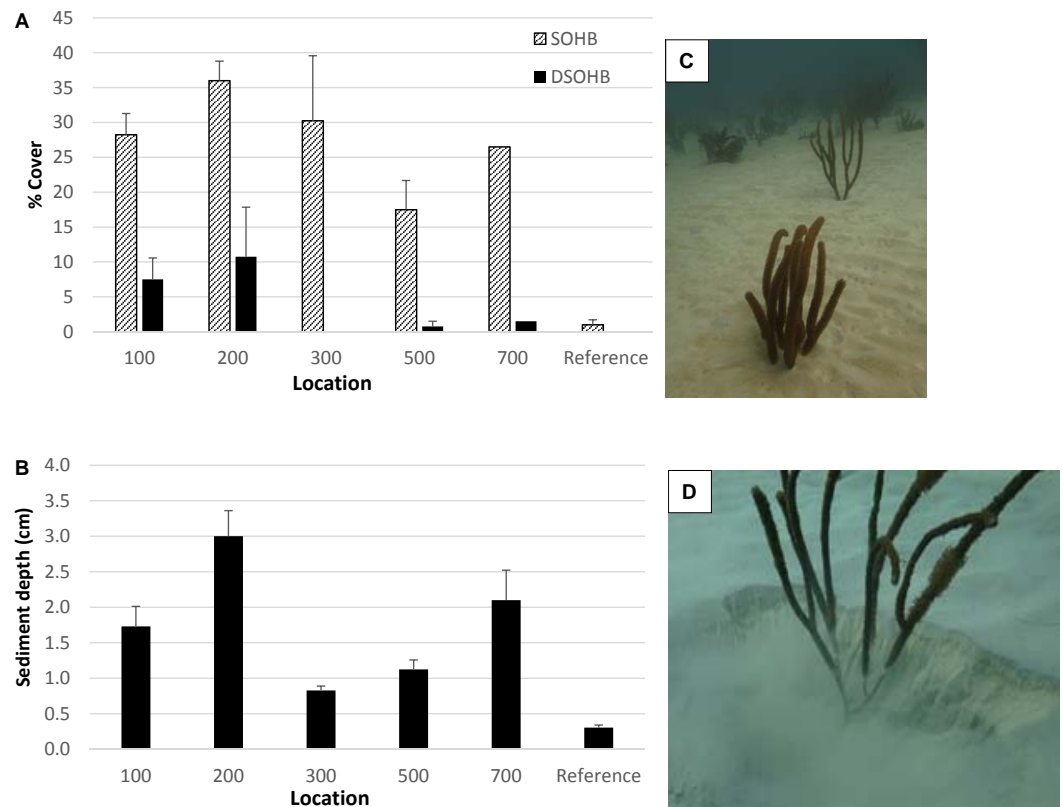 A
45
40
35
30
25
20
15
10
5
0
% Cover
SOHB
DSOHB
100 200 300 500 700 Reference
Location
C
B
4.0
3.5
3.0
2.5
2.0
1.5
1.0
0.5
0.0
Sediment depth (cm)
100 200 300 500 700 Reference
Location
D